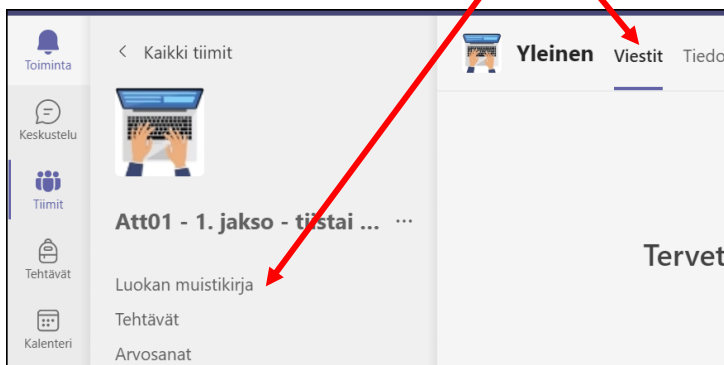 Toiminta
Keskustelu
Tiimit
Tehtävät
Kalenteri
< Kaikki tiimit
Att01 - 1. jakso - tiistai ... ...
Luokan muistikirja
Tehtävät
Arvosanat
Yleinen Viestit Tiedo
Tervet